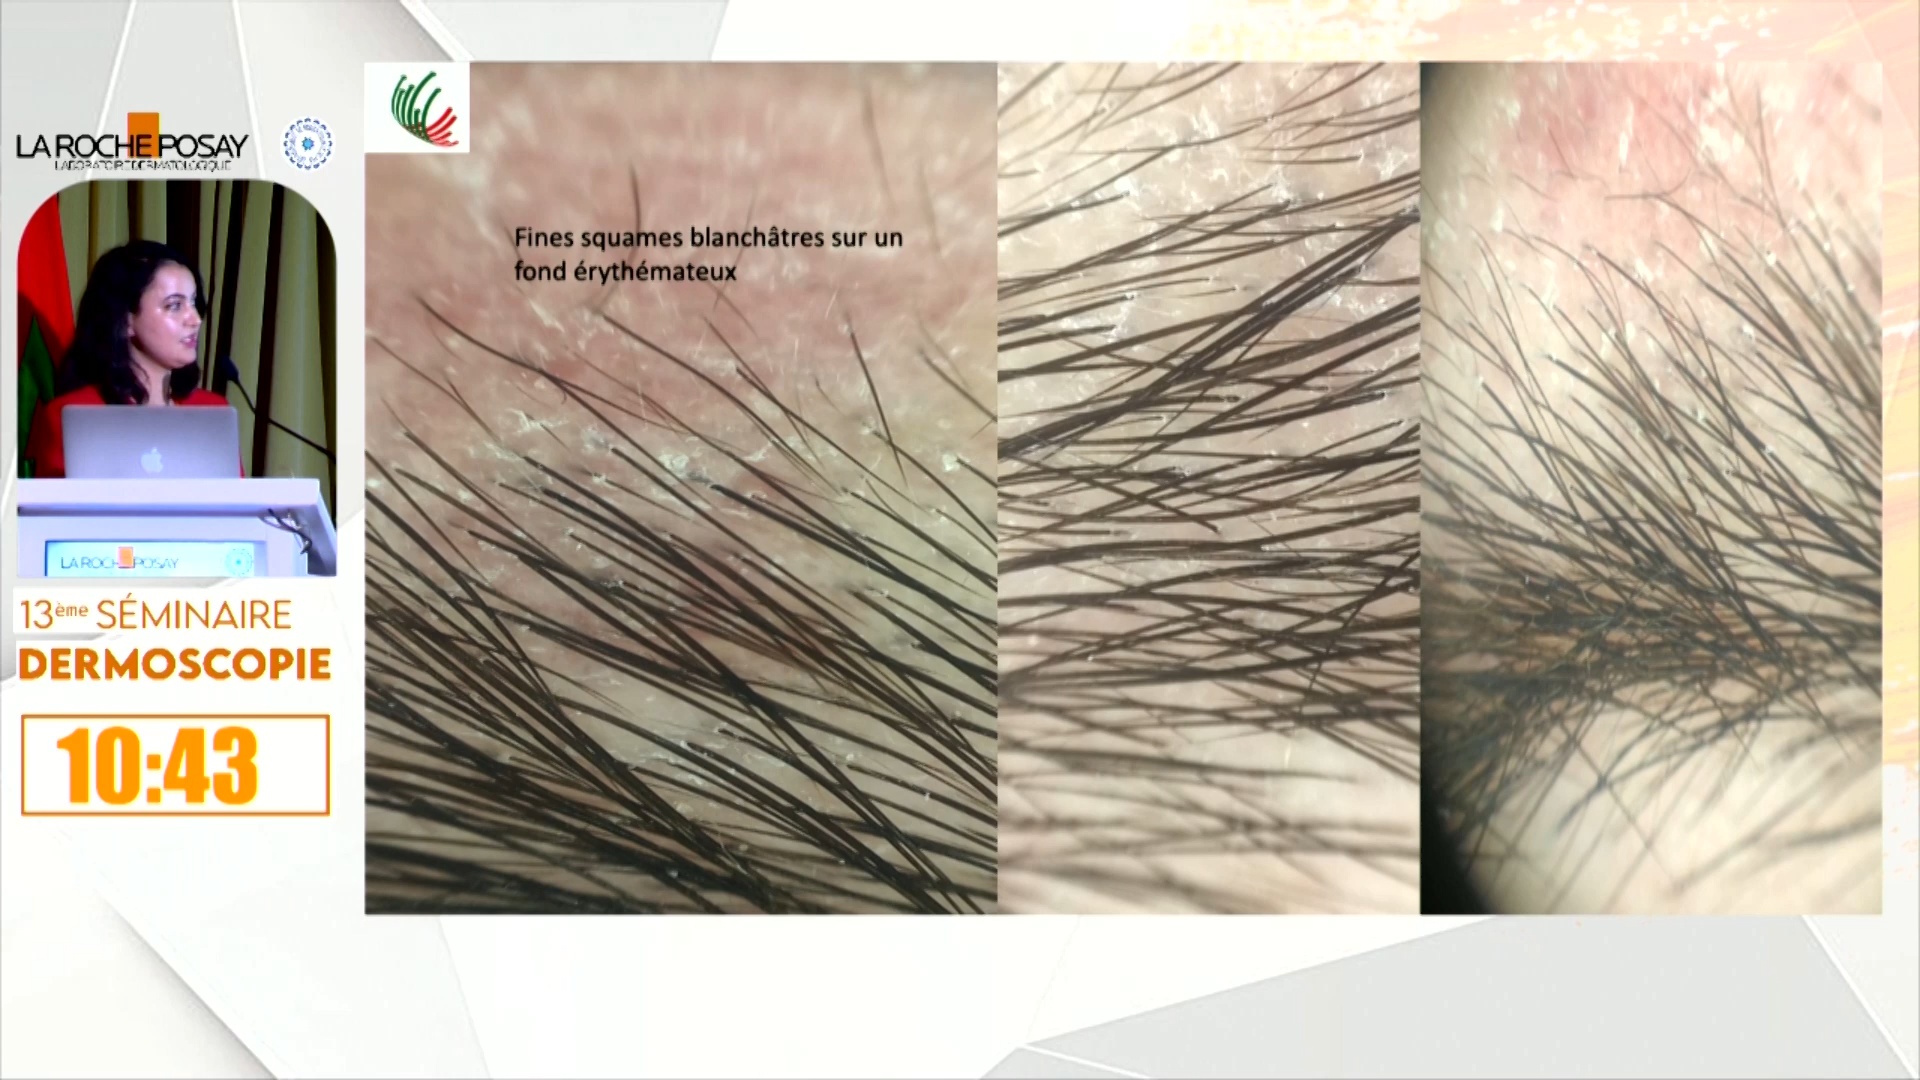 LA ROCHE POSAY
LABORATOIRE DERMATOLOGIQUE
Fines squames blanchâtres sur un
fond érythémateux
LA ROCHE POSAY
13ème SÉMINAIRE
DERMOSCOPIE
10:43